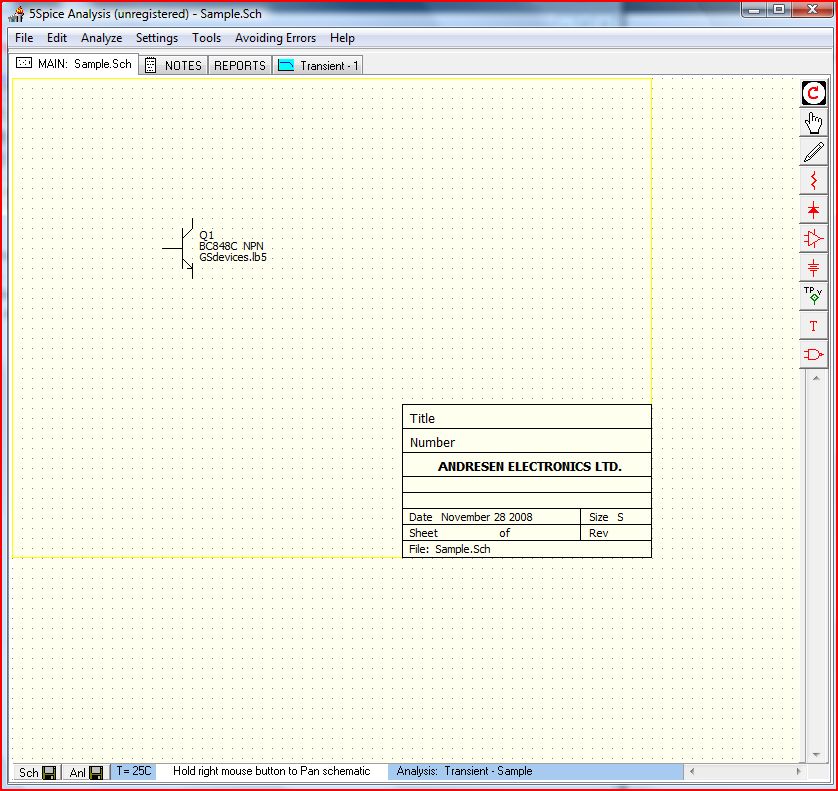 5Spice Analysis (unregistered) - Sample.Sch
File Edit Analyze Settings Tools Avoiding Errors Help
MAIN: Sample.Sch NOTES REPORTS Transient - 1
TP V
T
Q1
BC848C NPN
GSdevices.lb5
Title
Number
ANDRESEN ELECTRONICS LTD.
Date November 28 2008 Size S
Sheet of Rev
File: Sample.Sch
Sch Anl T= 25C Hold right mouse button to Pan schematic Analysis: Transient - Sample